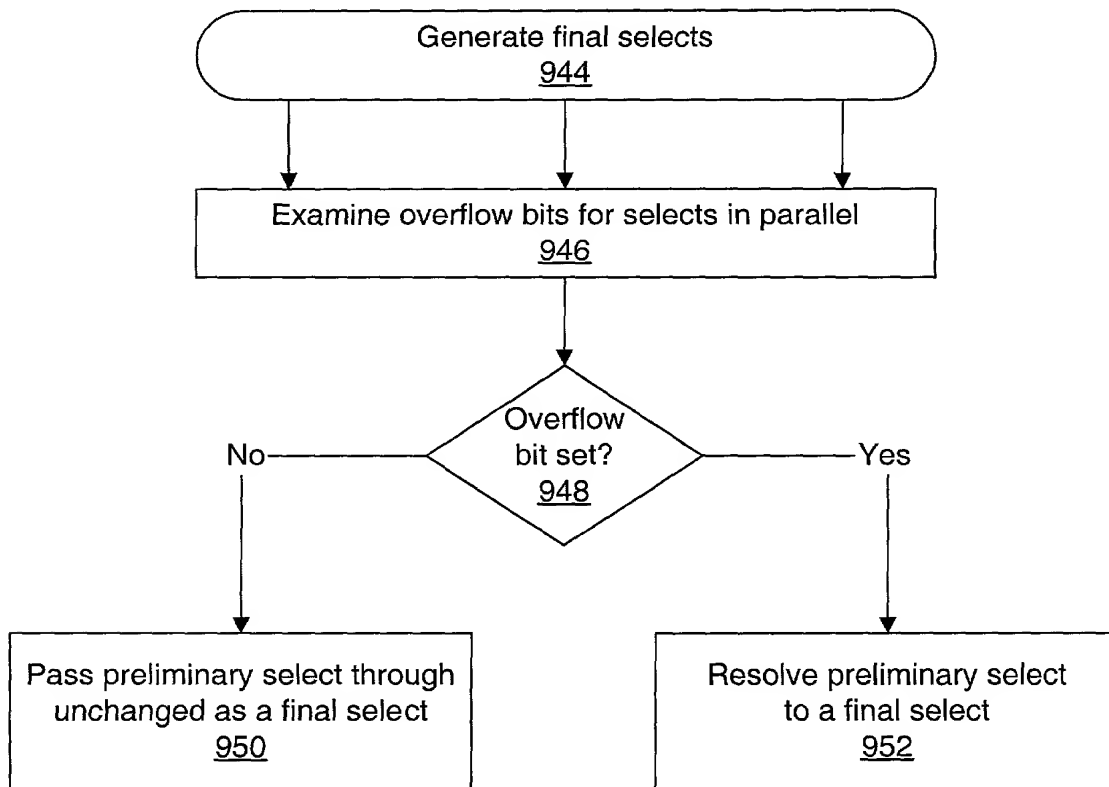 Generate final selects
944
Examine overflow bits for selects in parallel
946
Overflow
bit set?
948
No
Yes
Pass preliminary select through
unchanged as a final select
950
Resolve preliminary select
to a final select
952